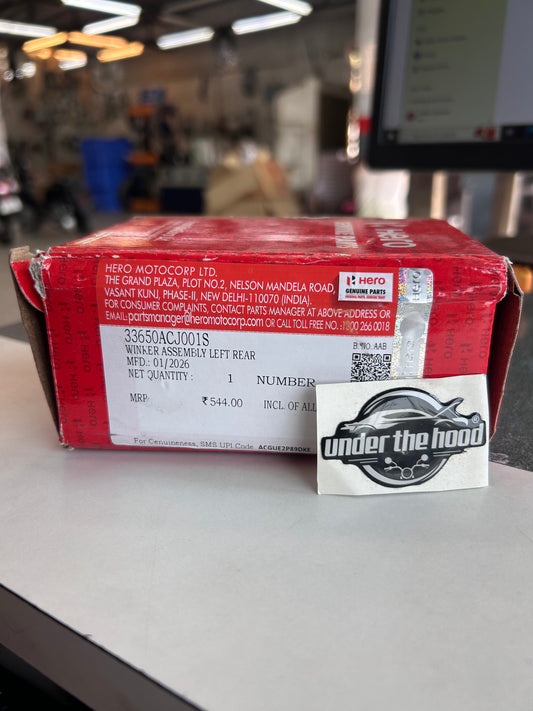 HERO MOTOCORP LTD.
THE GRAND PLAZA, PLOT NO.2, NELSON MANDELA ROAD,
VASANT KUNJ, PHASE-II, NEW DELHI-110070 (INDIA).
FOR CONSUMER COMPLAINTS, CONTACT PARTS MANAGER AT ABOVE ADDRESS OR
EMAIL:partsmanager@heromotocorp.com OR CALL TOLL FREE NO.:1800 266 0018
Hero
GENUINE PARTS
33650ACJ001S
WINKER ASSEMBLY LEFT REAR
MFD.: 01/2026
NET QUANTITY : 1 NUMBER
MRP ₹544.00 INCL. OF ALL
B.NO. AAB
For Genuineness, SMS UPI Code ACGUE2P89DKE
under the hood